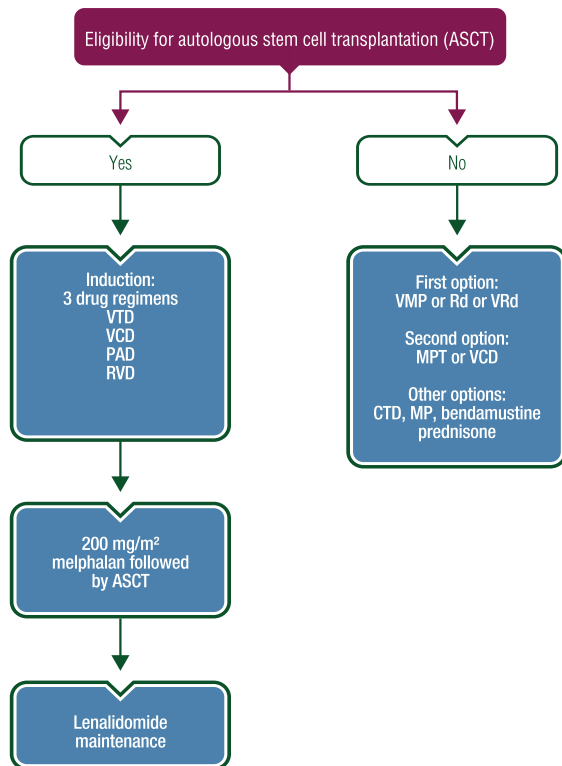 Eligibility for autologous stem cell transplantation (ASCT)
Yes
No
Induction:
3 drug regimens
VTD
VCD
PAD
RVD
First option:
VMP or Rd or VRd
Second option:
MPT or VCD
Other options:
CTD, MP, bendamustine
prednisone
200 mg/m²
melphalan followed
by ASCT
Lenalidomide
maintenance